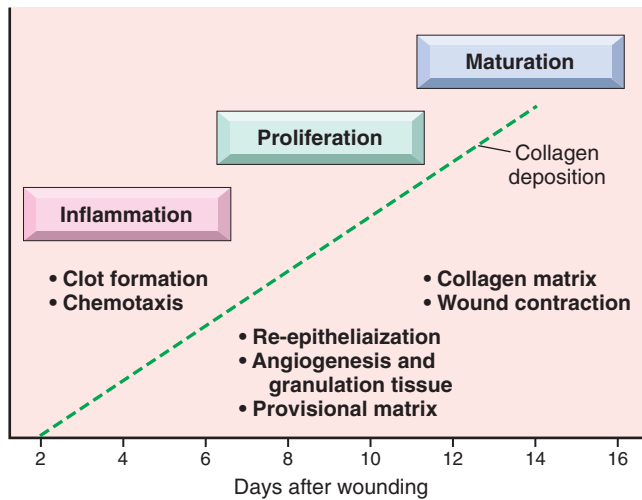 Maturation
Proliferation
Collagen
deposition
Inflammation
• Clot formation
• Chemotaxis
• Collagen matrix
• Wound contraction
• Re-epitheliaization
• Angiogenesis and
granulation tissue
• Provisional matrix
2 4 6 8 10 12 14 16
Days after wounding